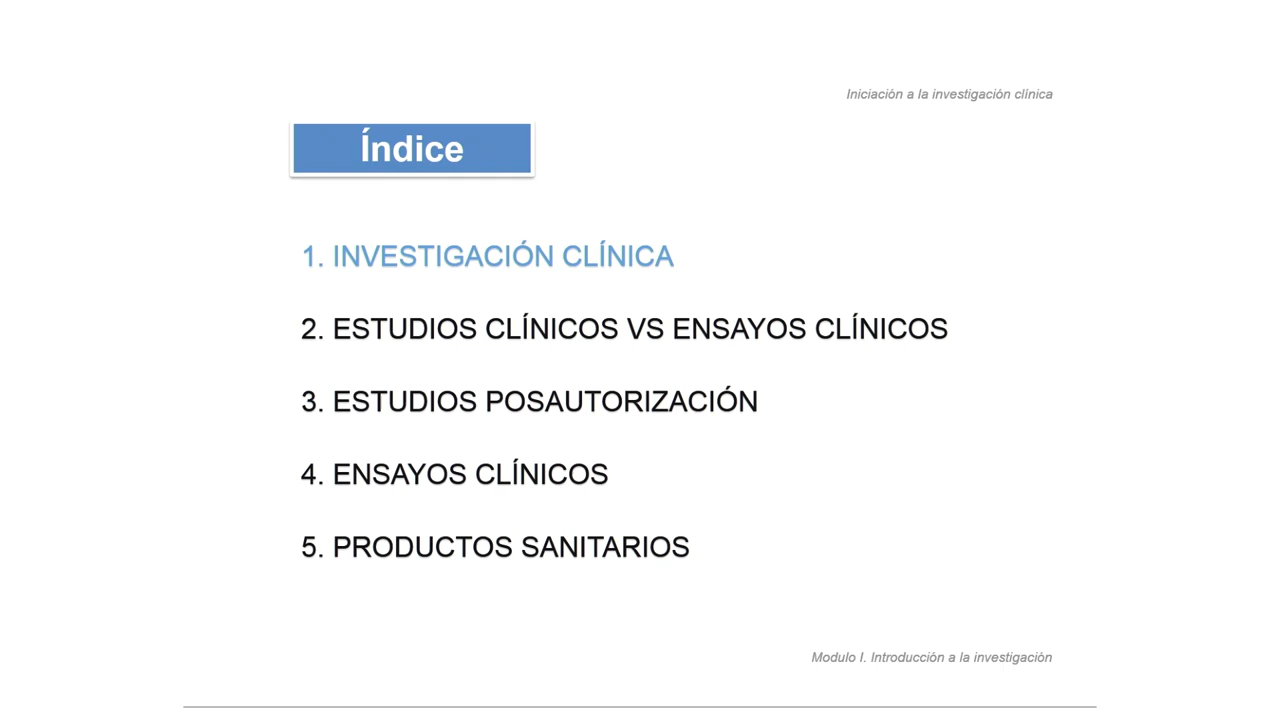 Iniciación a la investigación clínica
Índice
1. INVESTIGACIÓN CLÍNICA
2. ESTUDIOS CLÍNICOS VS ENSAYOS CLÍNICOS
3. ESTUDIOS POSAUTORIZACIÓN
4. ENSAYOS CLÍNICOS
5. PRODUCTOS SANITARIOS
Modulo I. Introducción a la investigación